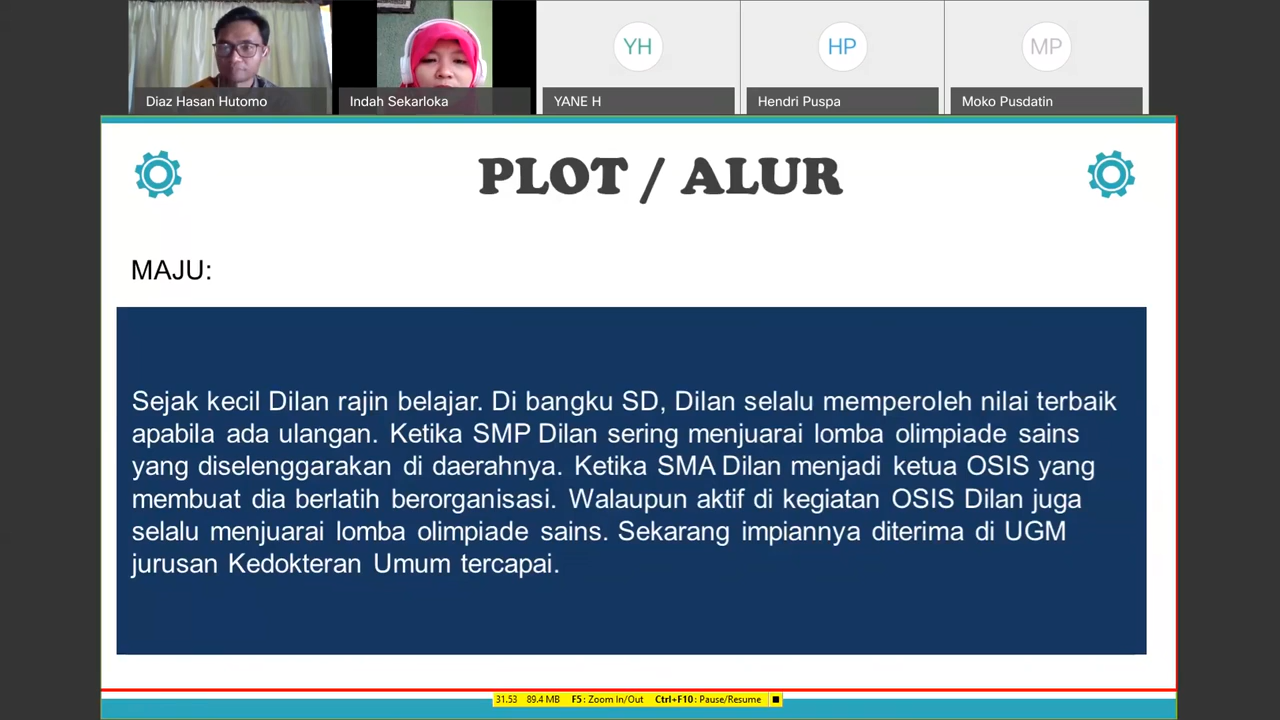 YH
HP
MP
Diaz Hasan Hutomo
Indah Sekarloka
YANE H
Hendri Puspa
Moko Pusdatin
PLOT / ALUR
MAJU:
Sejak kecil Dilan rajin belajar. Di bangku SD, Dilan selalu memperoleh nilai terbaik
apabila ada ulangan. Ketika SMP Dilan sering menjuarai lomba olimpiade sains
yang diselenggarakan di daerahnya. Ketika SMA Dilan menjadi ketua OSIS yang
membuat dia berlatih berorganisasi. Walaupun aktif di kegiatan OSIS Dilan juga
selalu menjuarai lomba olimpiade sains. Sekarang impiannya diterima di UGM
jurusan Kedokteran Umum tercapai.
31.53 89.4 MB F5: Zoom In/Out Ctrl+F10: Pause/Resume